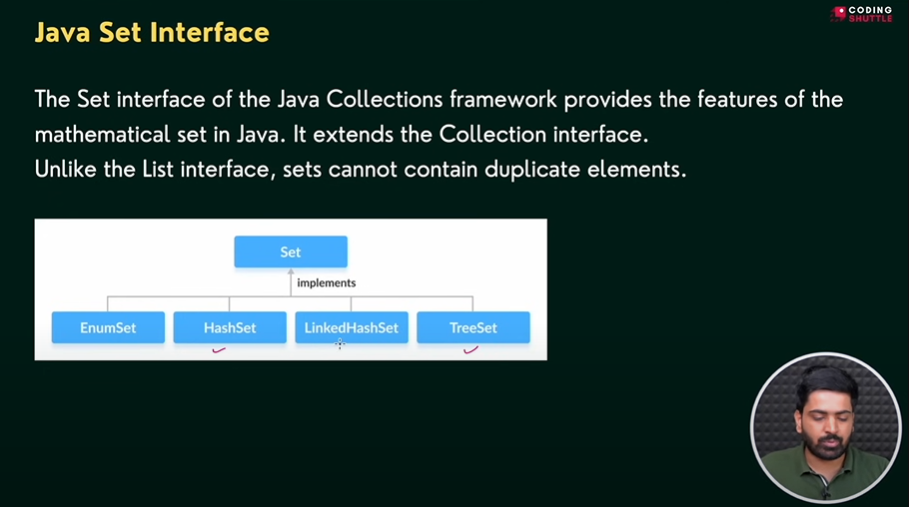 CODING
SHUTTLE
Java Set Interface
The Set interface of the Java Collections framework provides the features of the
mathematical set in Java. It extends the Collection interface.
Unlike the List interface, sets cannot contain duplicate elements.
Set
implements
EnumSet HashSet LinkedHashSet TreeSet